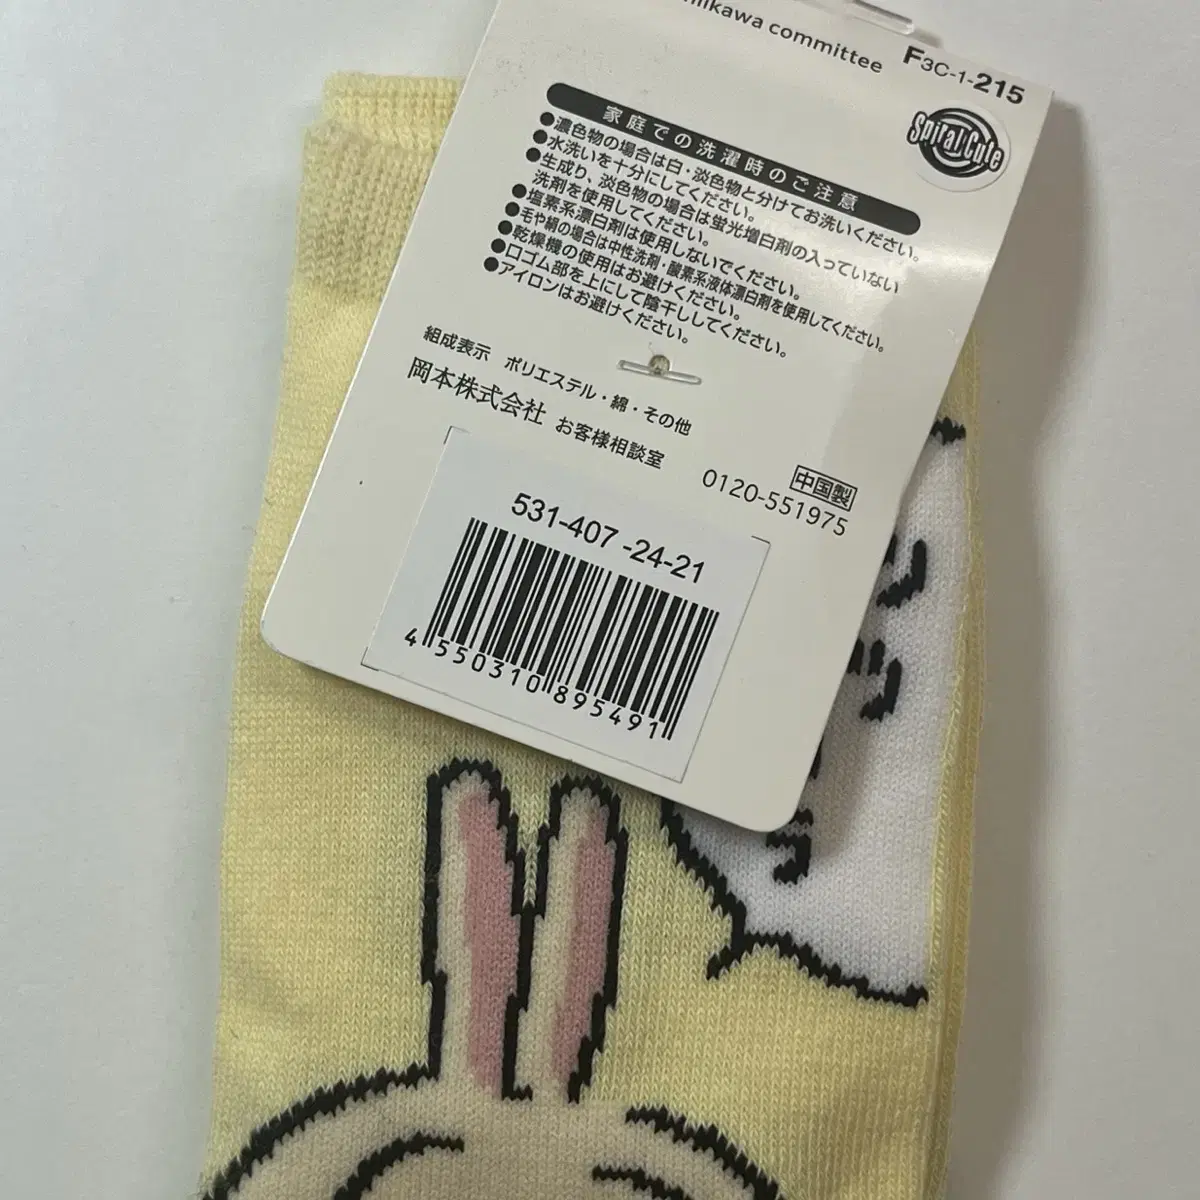 committee
F3C-1-215
Spiral Cute
家庭での洗濯時のご注意
●濃色物の場合は白・淡色物と分けてお洗いください。
●水洗いを十分にしてください。
●生成り、淡色物の場合は蛍光増白剤の入っていない
洗剤を使用してください。
●塩素系漂白剤は使用しないでください。
●毛や絹の場合は中性洗剤・酸素系液体漂白剤を使用してください。
●乾燥機の使用はお避けください。
●口ゴム部を上にして陰干ししてください。
●アイロンはお避けください。
組成表示 ポリエステル・綿・その他
岡本株式会社 お客様相談室 0120-551975
中国製
531-407 -24-21
4 550310 895491